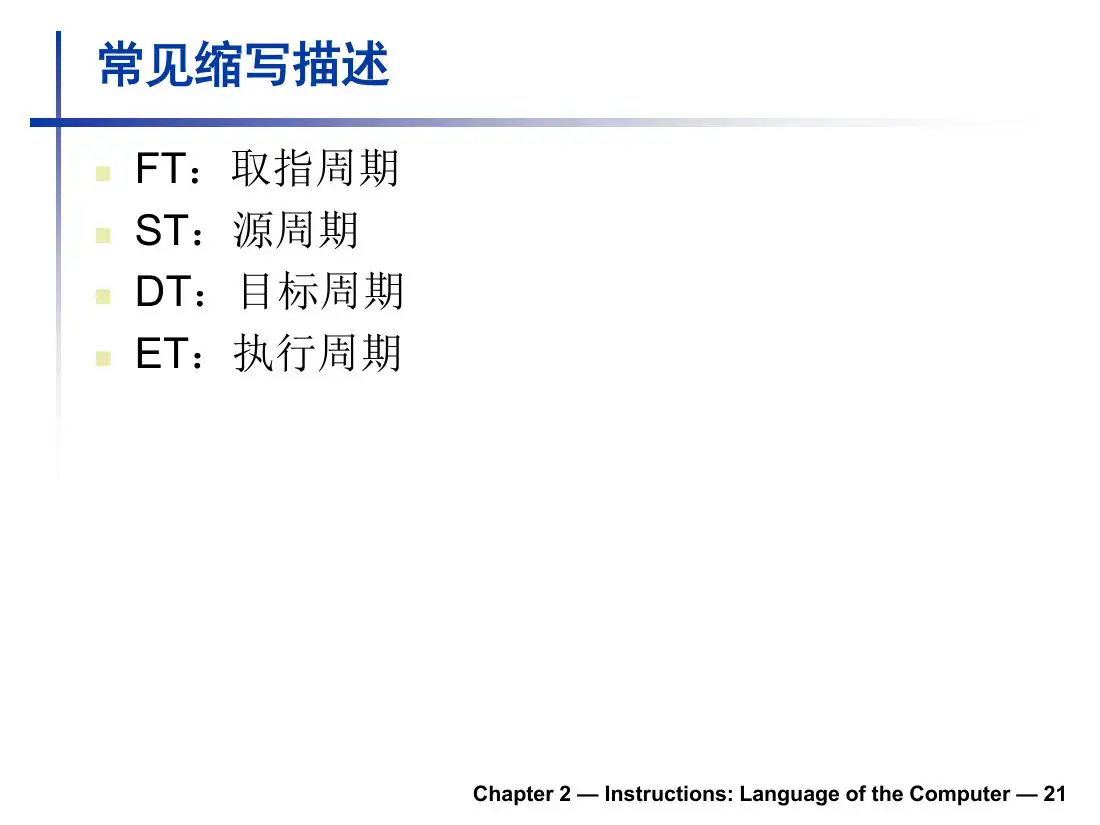 常见缩写描述
FT：取指周期
ST：源周期
DT：目标周期
ET：执行周期
Chapter 2 — Instructions: Language of the Computer — 21